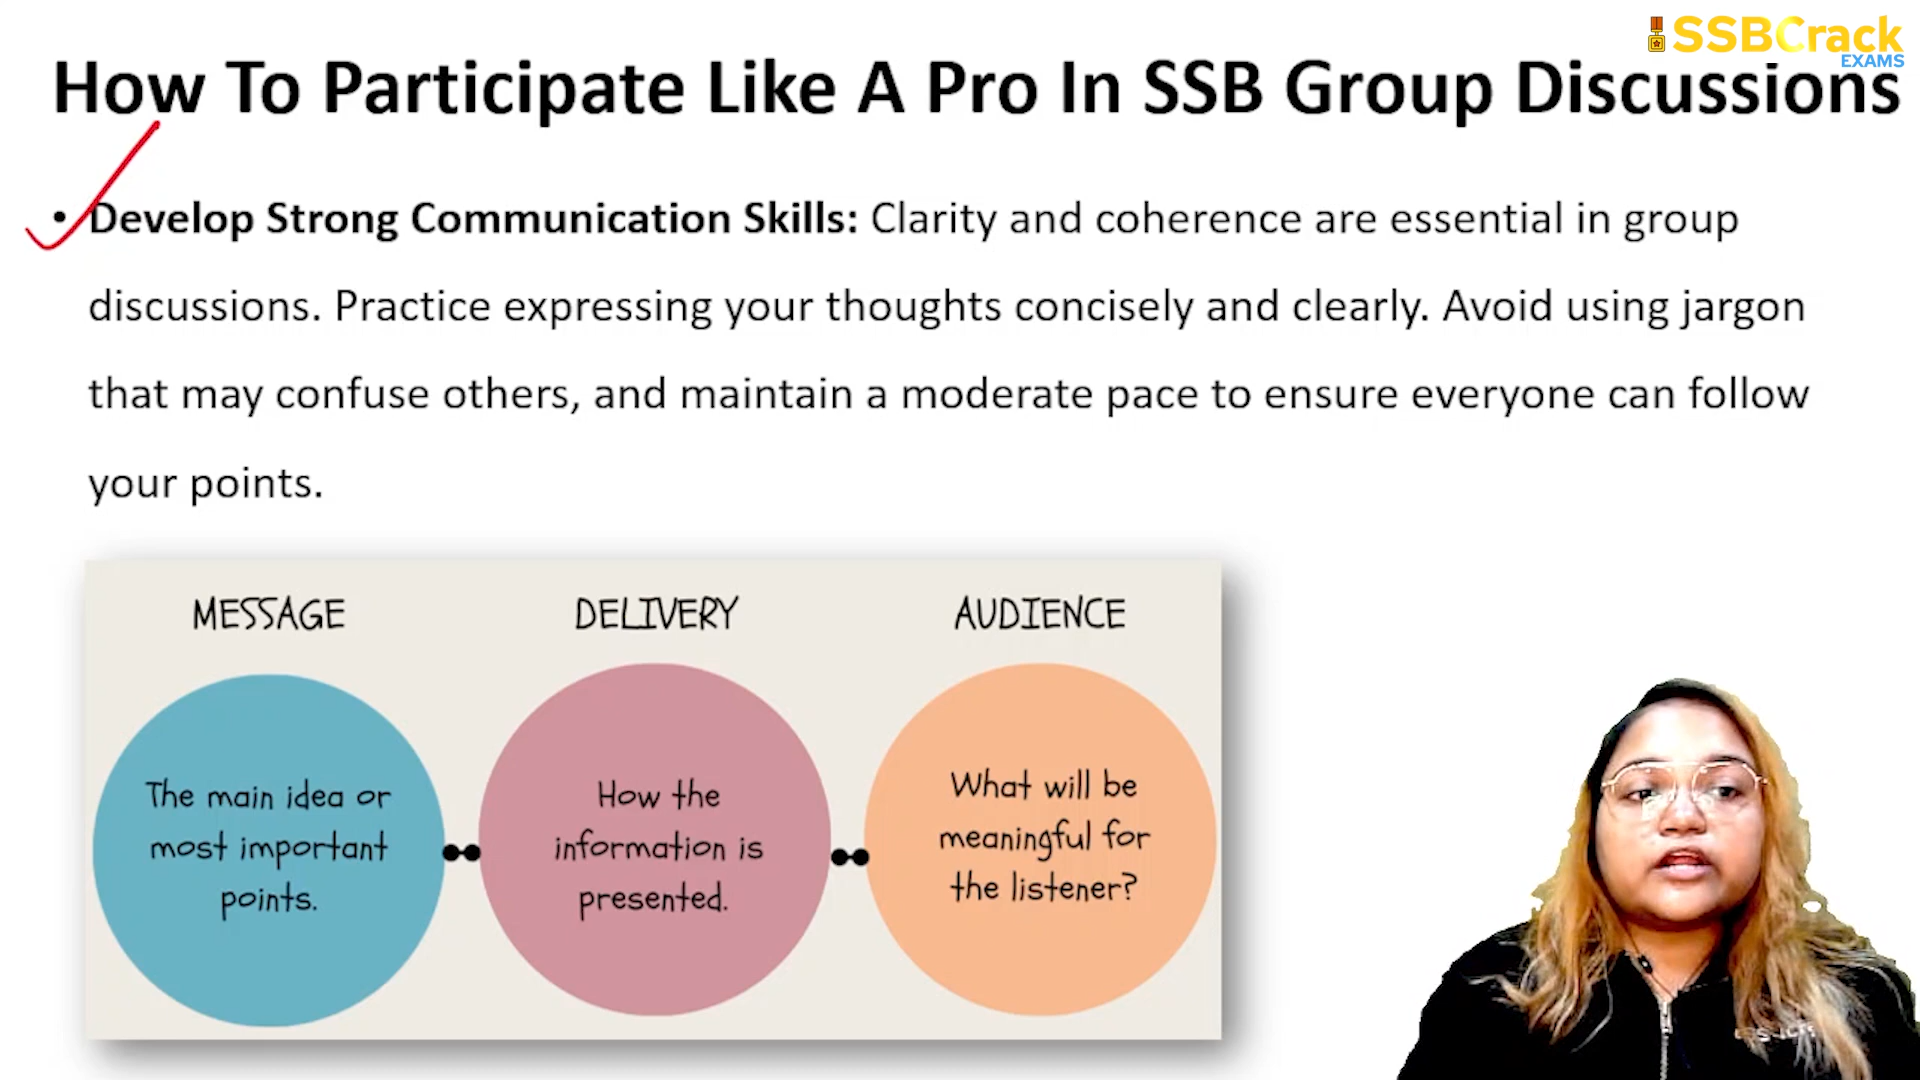 SSBCrack
EXAMS
How To Participate Like A Pro In SSB Group Discussions
• Develop Strong Communication Skills: Clarity and coherence are essential in group
discussions. Practice expressing your thoughts concisely and clearly. Avoid using jargon
that may confuse others, and maintain a moderate pace to ensure everyone can follow
your points.
MESSAGE
The main idea or
most important
points.
DELIVERY
How the
information is
presented.
AUDIENCE
What will be
meaningful for
the listener?